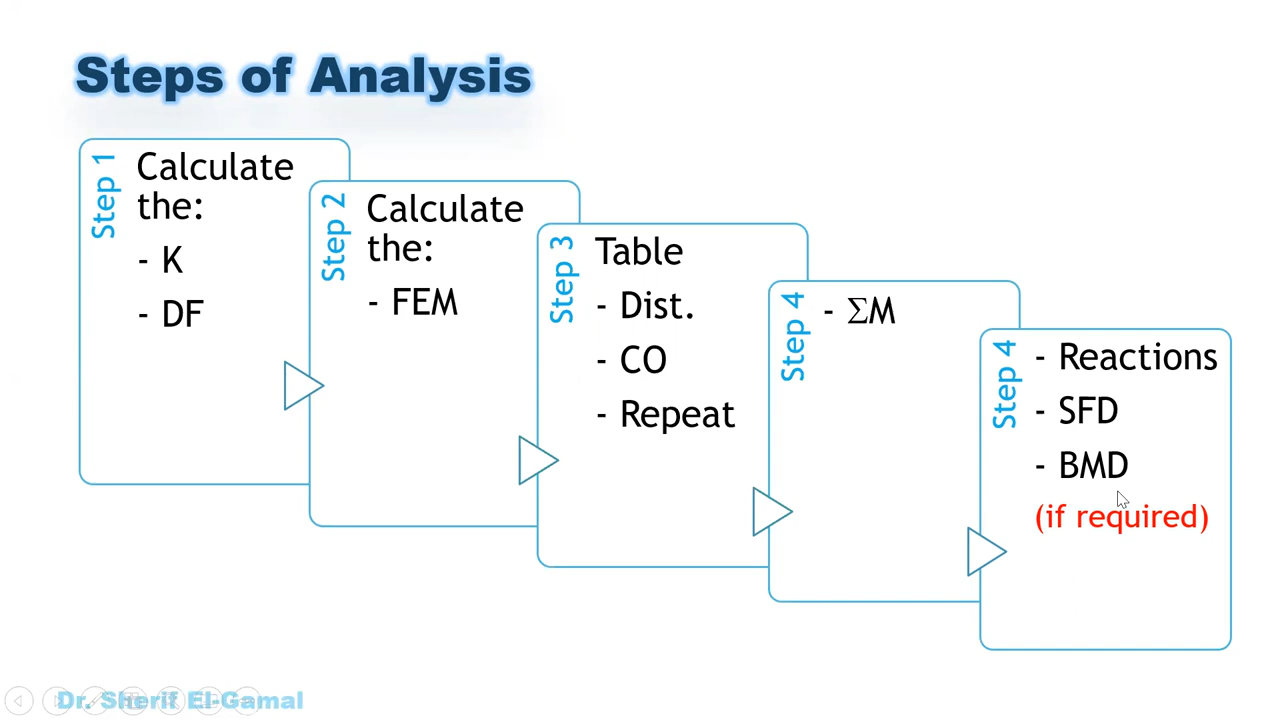 Steps of Analysis
Step 1
Calculate
the:
- K
- DF
Step 2
Calculate
the:
- FEM
Step 3
Table
- Dist.
- CO
- Repeat
Step 4
- ΣM
Step 4
- Reactions
- SFD
- BMD
(if required)
Dr. Sherif El-Gamal